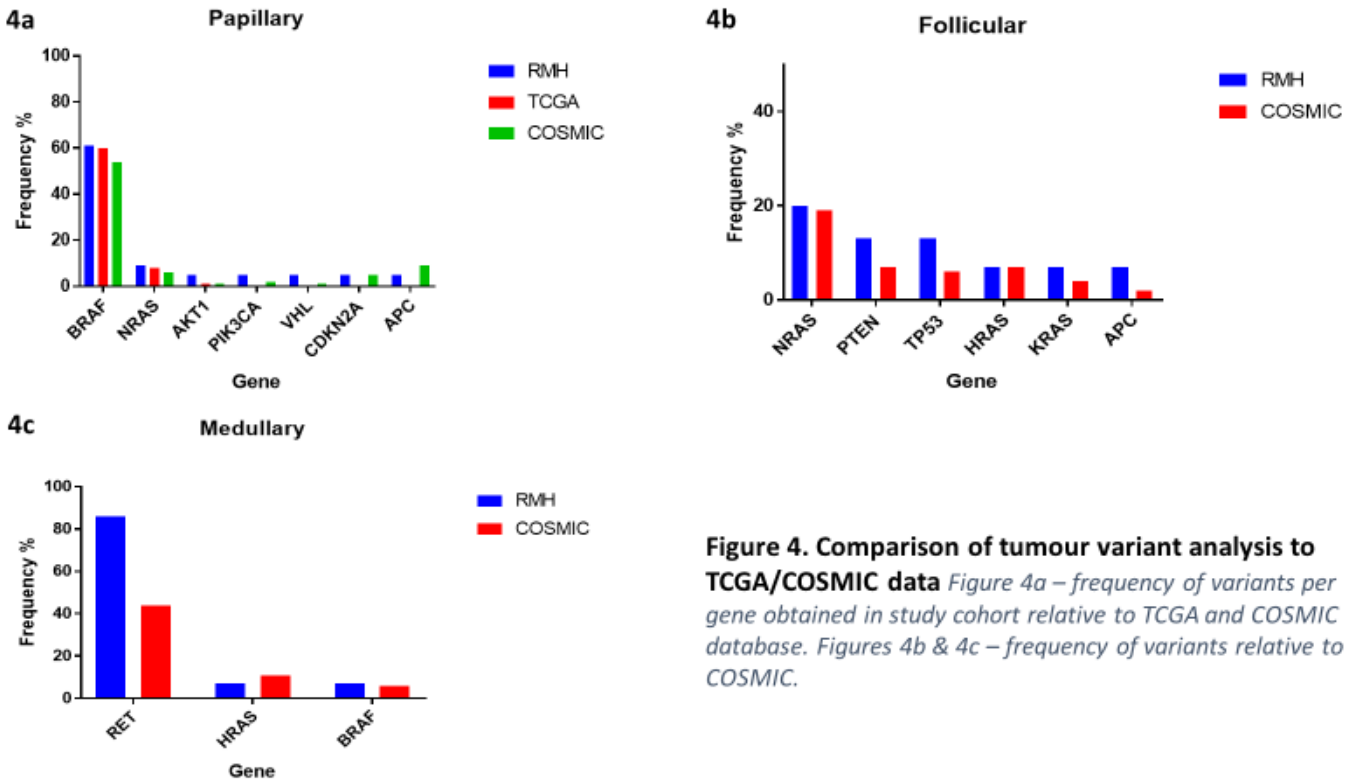 4a
Papillary
100
80
60
40
20
0
Frequency %
BRAF
NRAS
AKT1
PIK3CA
VHL
CDKN2A
APC
Gene
RMH
TCGA
COSMIC
4b
Follicular
40
20
0
Frequency %
NRAS
PTEN
TP53
HRAS
KRAS
APC
Gene
RMH
COSMIC
4c
Medullary
100
80
60
40
20
0
Frequency %
RET
HRAS
BRAF
Gene
RMH
COSMIC
Figure 4. Comparison of tumour variant analysis to
TCGA/COSMIC data Figure 4a – frequency of variants per
gene obtained in study cohort relative to TCGA and COSMIC
database. Figures 4b & 4c – frequency of variants relative to
COSMIC.